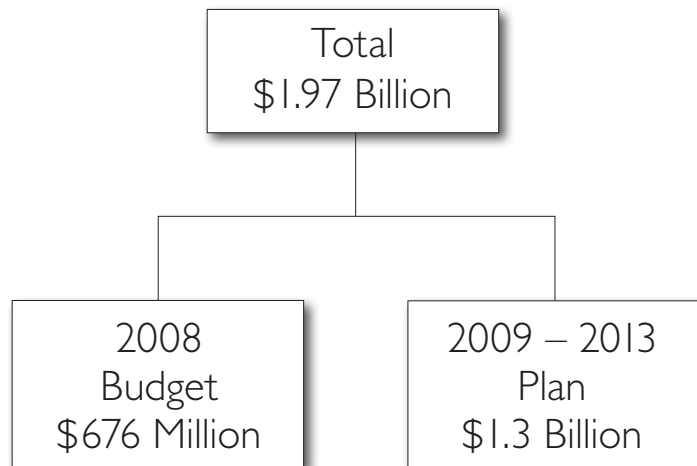 Total
$1.97 Billion
2008
Budget
$676 Million
2009 – 2013
Plan
$1.3 Billion